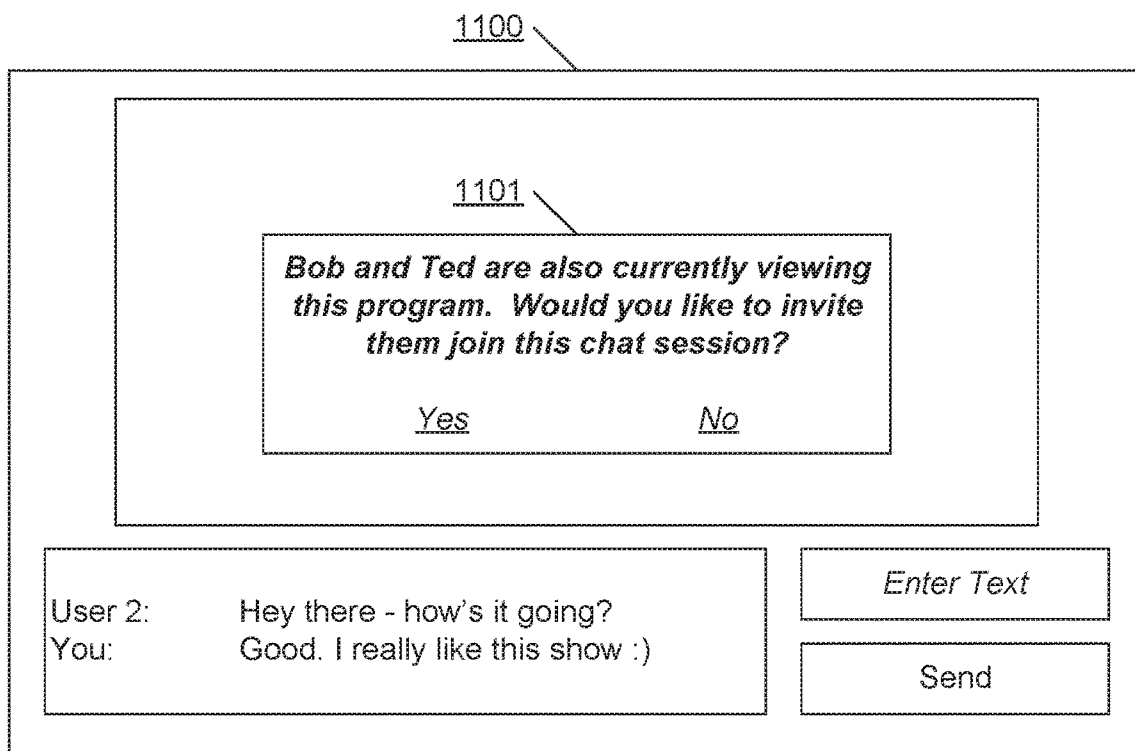 1100
1101
Bob and Ted are also currently viewing
this program. Would you like to invite
them join this chat session?
Yes No
User 2: Hey there - how's it going?
You: Good. I really like this show :)
Enter Text
Send